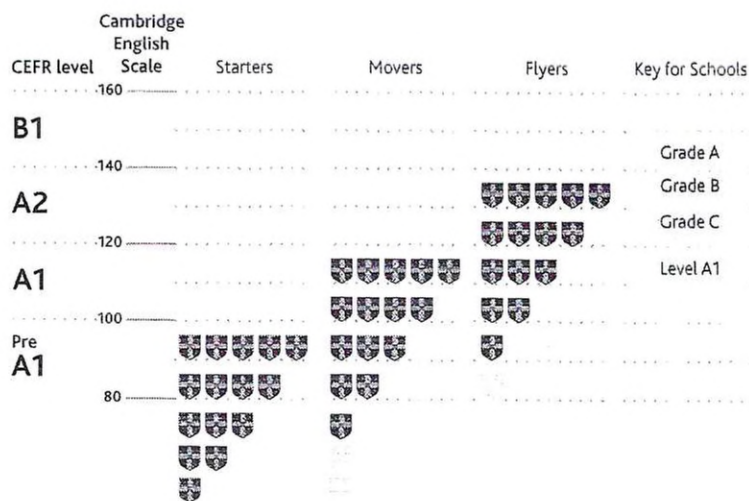 Cambridge
English
CEFR level Scale Starters Movers Flyers Key for Schools
160
B1
Grade A
140
Grade B
A2
Grade C
120
A1 Level A1
100
Pre
A1
80